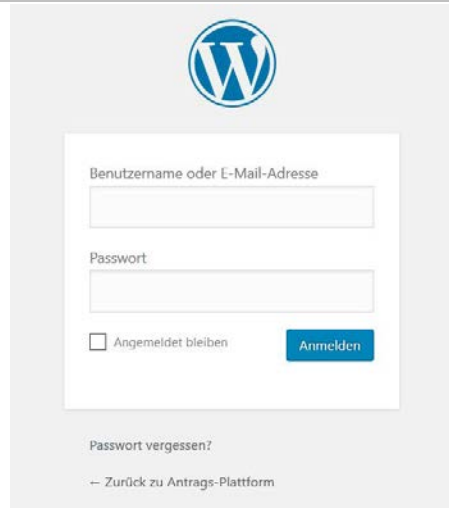 Benutzername oder E-Mail-Adresse
Passwort
Angemeldet bleiben
Anmelden
Passwort vergessen?
← Zurück zu Antrags-Plattform